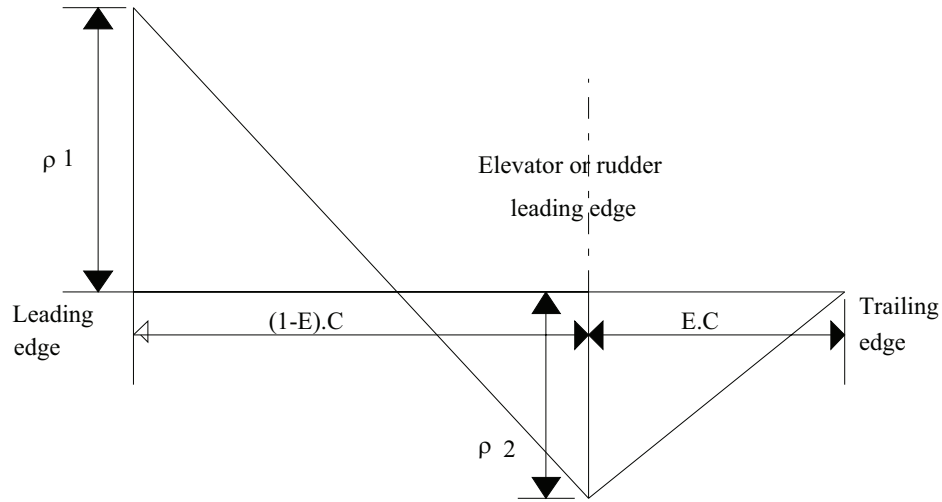 ρ 1
Elevator or rudder
leading edge
Leading
edge
(1-E).C
E.C
Trailing
edge
ρ 2